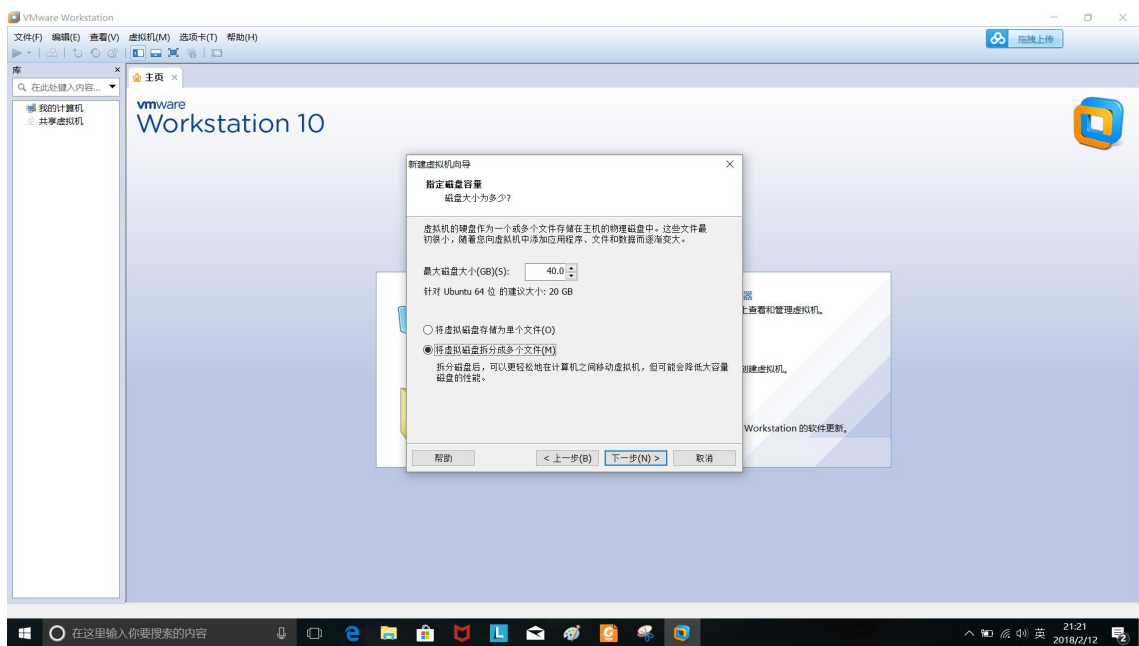 VMware Workstation
文件(F) 编辑(E) 查看(V) 虚拟机(M) 选项卡(T) 帮助(H)
拖拽上传
库 ×
在此处键入内容...
我的计算机
共享虚拟机
主页 ×
vmware
Workstation 10
新建虚拟机向导
指定磁盘容量
磁盘大小为多少?
虚拟机的硬盘作为一个或多个文件存储在主机的物理磁盘中。这些文件最
初很小，随着您向虚拟机中添加应用程序、文件和数据而逐渐变大。
最大磁盘大小(GB)(S): 40.0
针对 Ubuntu 64 位 的建议大小: 20 GB
将虚拟磁盘存储为单个文件(O)
将虚拟磁盘拆分成多个文件(M)
拆分磁盘后，可以更轻松地在计算机之间移动虚拟机，但可能会降低大容量
磁盘的性能。
帮助 < 上一步(B) 下一步(N) > 取消
器
上查看和管理虚拟机。
创建虚拟机。
Workstation 的软件更新。
在这里输入你要搜索的内容
英
21:21
2018/2/12